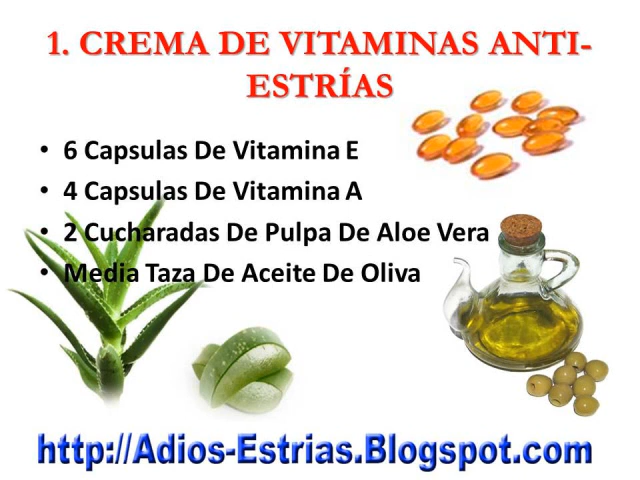 1. CREMA DE VITAMINAS ANTI-
ESTRÍAS
• 6 Capsulas De Vitamina E
• 4 Capsulas De Vitamina A
• 2 Cucharadas De Pulpa De Aloe Vera
• Media Taza De Aceite De Oliva
http://Adios-Estrias.Blogspot.com